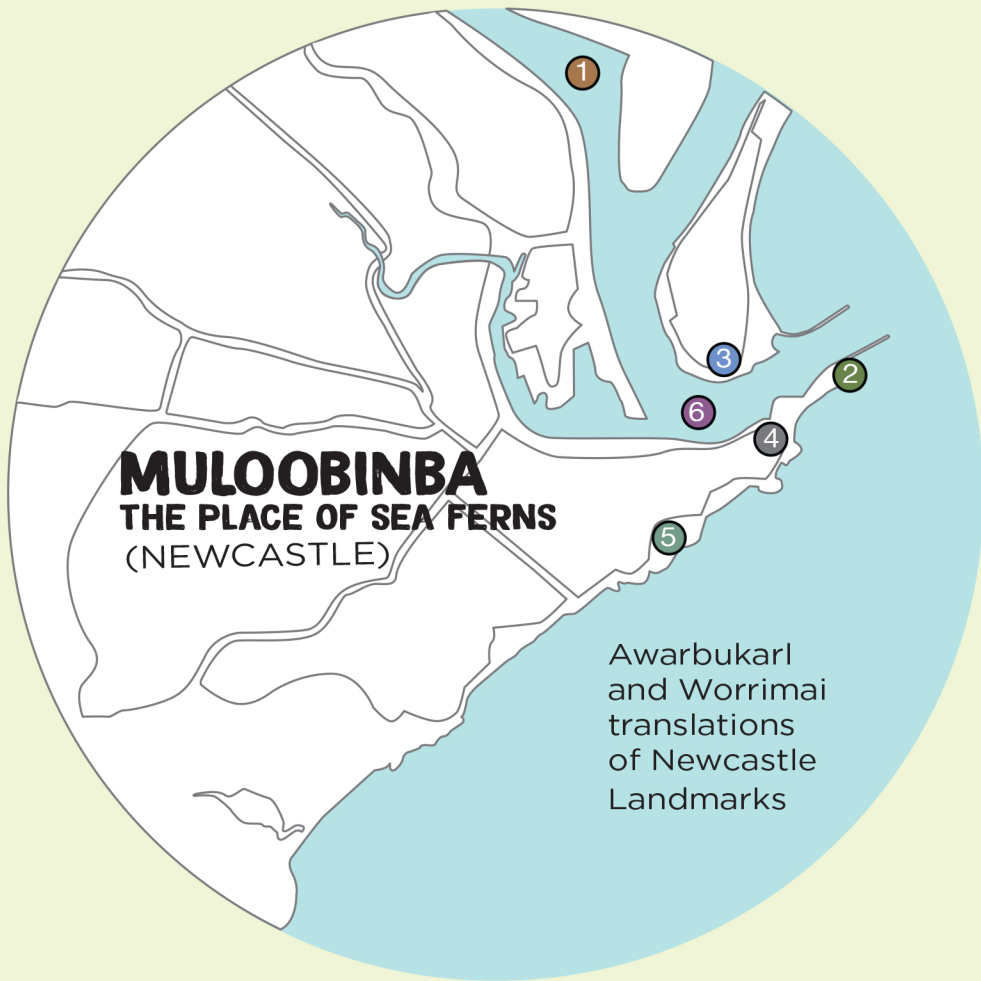 1
2
3
6
4
MULOOBINBA
THE PLACE OF SEA FERNS
(NEWCASTLE)
5
Awarbukarl
and Worrimai
translations
of Newcastle
Landmarks